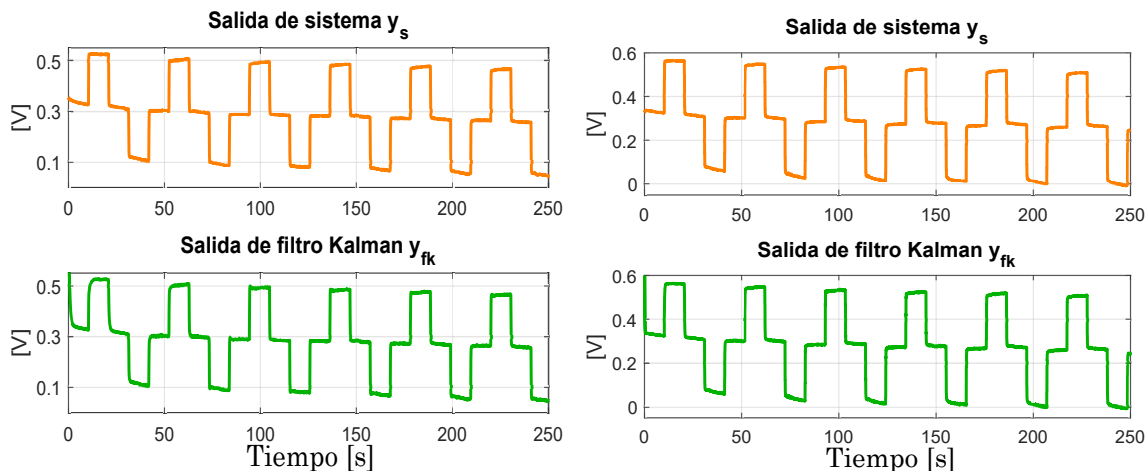 Salida de sistema y_s
0.5
0.3
0.1
[V]
0 50 100 150 200 250
Salida de filtro Kalman y_fk
0.5
0.3
0.1
[V]
0 50 100 150 200 250
Tiempo [s]
Salida de sistema y_s
0.6
0.4
0.2
0
[V]
0 50 100 150 200 250
Salida de filtro Kalman y_fk
0.6
0.4
0.2
0
[V]
0 50 100 150 200 250
Tiempo [s]